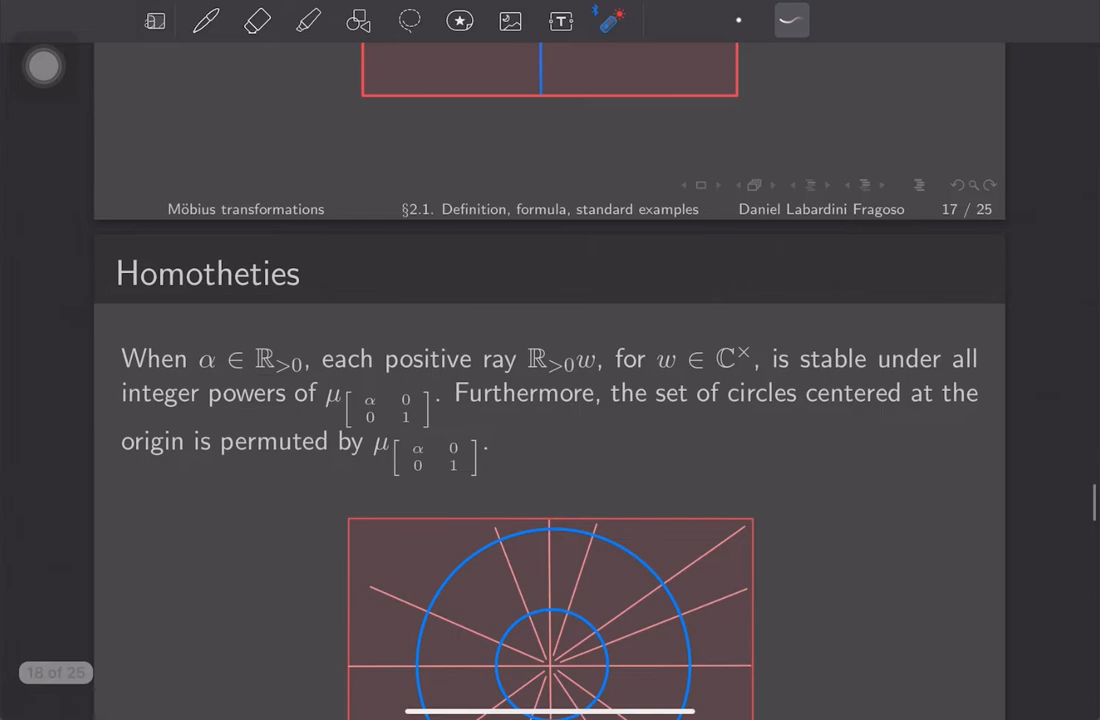 Möbius transformations §2.1. Definition, formula, standard examples Daniel Labardini Fragoso 17 / 25
Homotheties
When α ∈ ℝ>0, each positive ray ℝ>0w, for w ∈ ℂ×, is stable under all
integer powers of μ[α 0 0 1]. Furthermore, the set of circles centered at the
origin is permuted by μ[α 0 0 1].
18 of 25